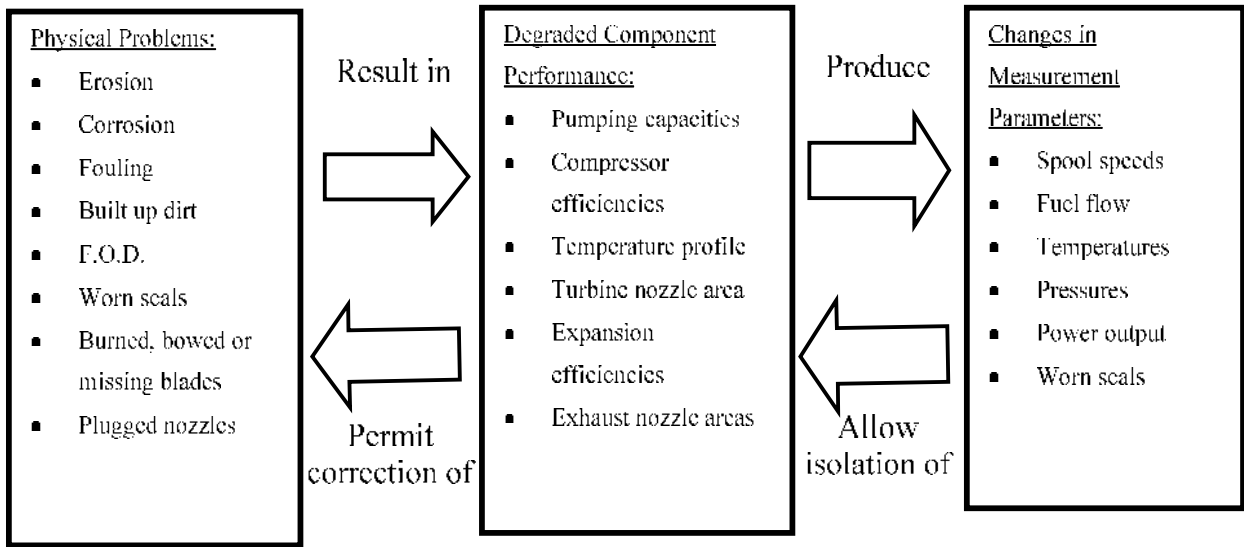 Physical Problems:
Erosion
Corrosion
Fouling
Built up dirt
F.O.D.
Worn seals
Burned, bowed or
missing blades
Plugged nozzles
Result in
Permit
correction of
Degraded Component
Performance:
Pumping capacities
Compressor
efficiencies
Temperature profile
Turbine nozzle area
Expansion
efficiencies
Exhaust nozzle areas
Produce
Allow
isolation of
Changes in
Measurement
Parameters:
Spool speeds
Fuel flow
Temperatures
Pressures
Power output
Worn seals